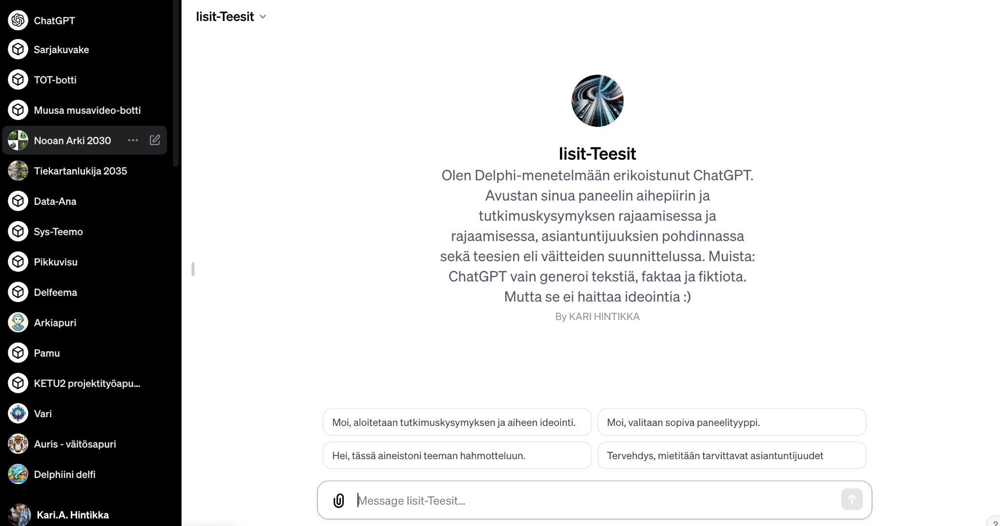 ChatGPT
Sarjakuvake
TOT-botti
Muusa musavideo-botti
Nooan Arki 2030
Tiekartanlukija 2035
Data-Ana
Sys-Teemo
Pikkuvisu
Delfeema
Arkiapuri
Pamu
KETU2 projektityöapu...
Vari
Auris - väitösapuri
Delphiini delfi
Kari.A. Hintikka
Iisit-Teesit
Iisit-Teesit
Olen Delphi-menetelmään erikoistunut ChatGPT.
Avustan sinua paneelin aihepiirin ja
tutkimuskysymyksen rajaamisessa ja
rajaamisessa, asiantuntijuuksien pohdinnassa
sekä teesien eli väitteiden suunnittelussa. Muista:
ChatGPT vain generoi tekstiä, faktaa ja fiktiota.
Mutta se ei haittaa ideointia :)
By KARI HINTIKKA
Moi, aloitetaan tutkimuskysymyksen ja aiheen ideointi.
Moi, valitaan sopiva paneelityyppi.
Hei, tässä aineistoni teeman hahmotteluun.
Tervehdys, mietitään tarvittavat asiantuntijuudet
Message Iisit-Teesit...
?